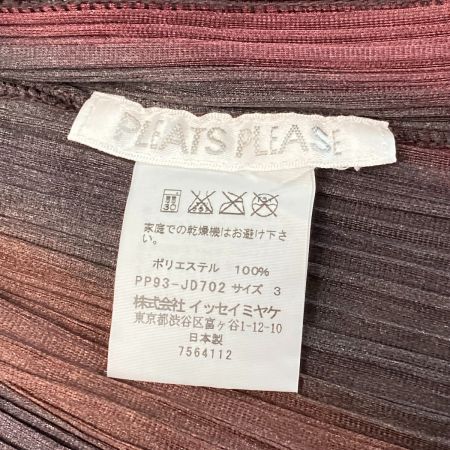 PLEATS PLEASE
30
家庭での乾燥機はお避け下さい。
ポリエステル 100%
PP93-JD702 サイズ 3
株式会社 イッセイミヤケ
東京都渋谷区富ヶ谷1-12-10
日本製
7564112